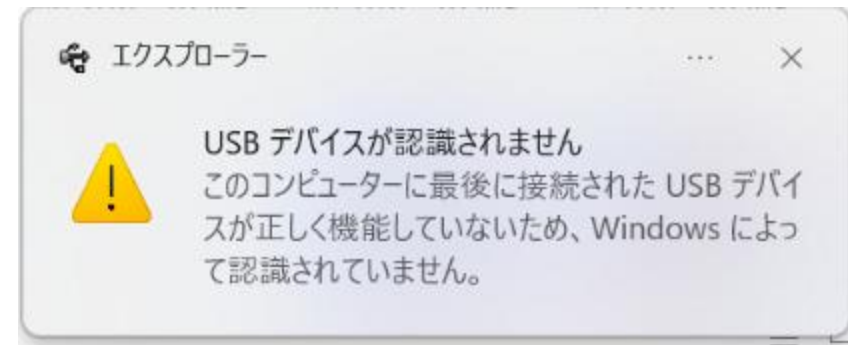 エクスプローラー
USB デバイスが認識されません
このコンピューターに最後に接続された USB デバイ
スが正しく機能していないため、Windows によっ
て認識されていません。